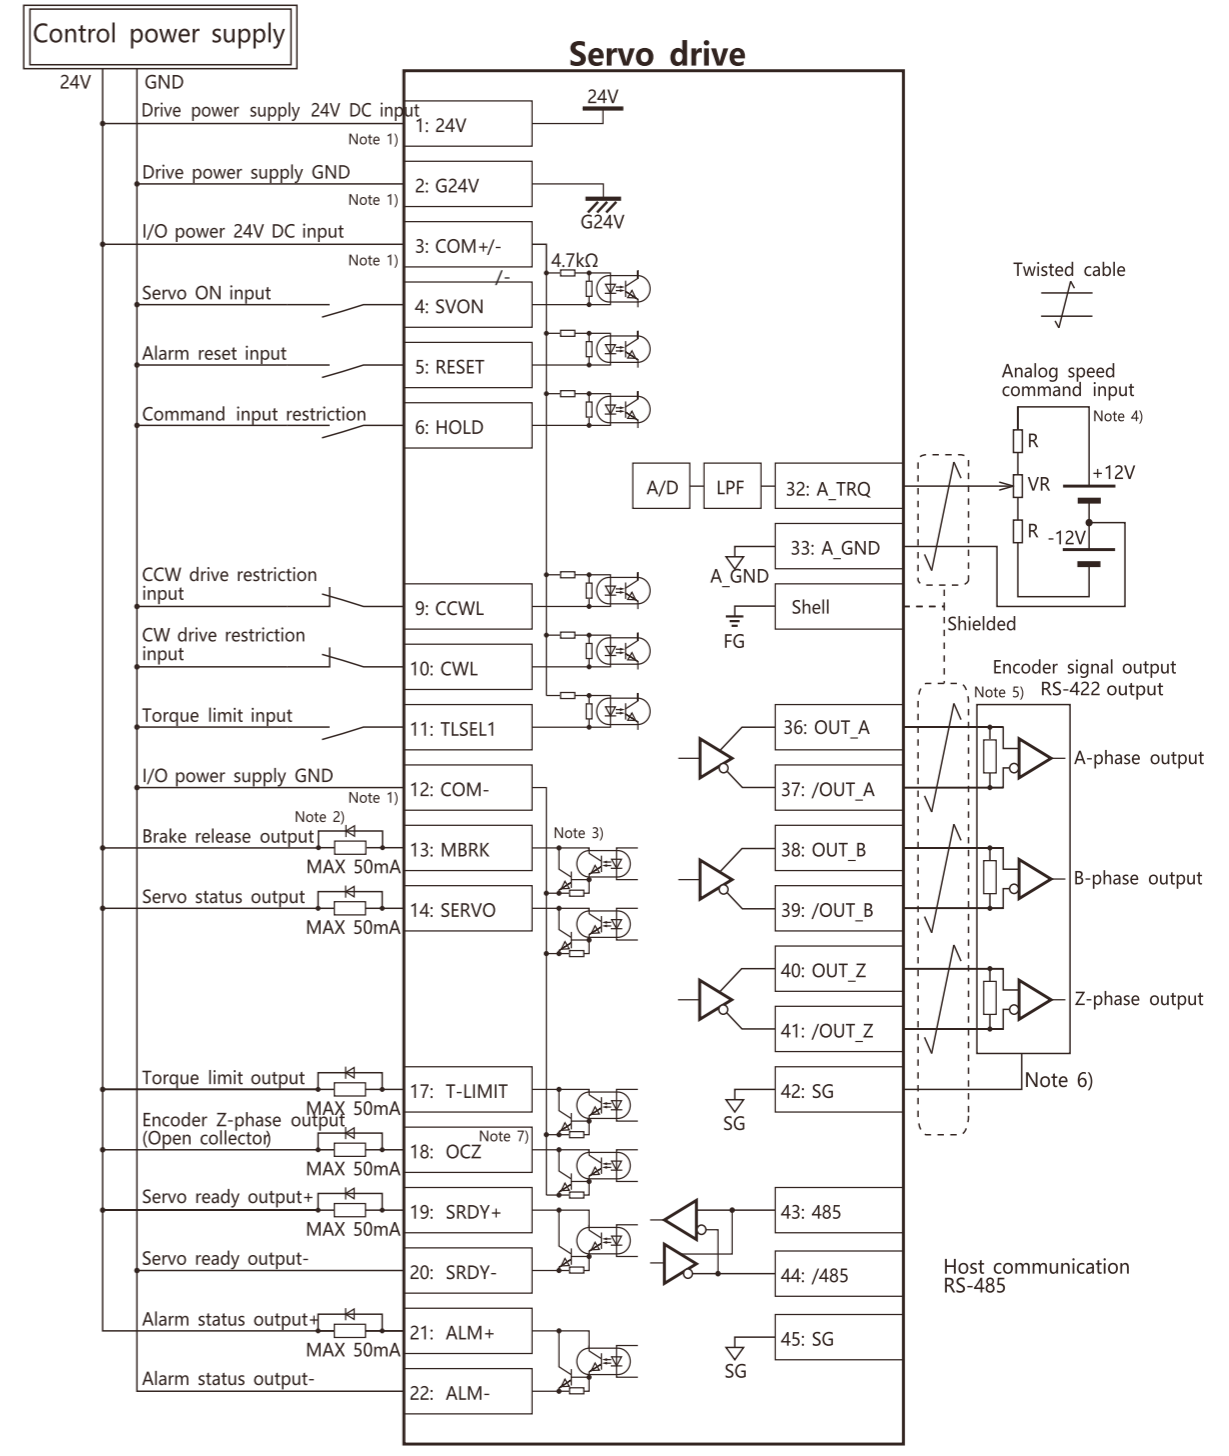 Control power supply
24V
GND
Servo drive
Drive power supply 24V DC input
Note 1)
1: 24V
24V
Drive power supply GND
Note 1)
2: G24V
G24V
I/O power 24V DC input
Note 1)
3: COM+/-
/-
4.7kΩ
Servo ON input
4: SVON
Alarm reset input
5: RESET
Command input restriction
6: HOLD
CCW drive restriction
input
9: CCWL
CW drive restriction
input
10: CWL
Torque limit input
11: TLSEL1
I/O power supply GND
Note 1)
12: COM-
Note 2)
Brake release output
MAX 50mA
13: MBRK
Note 3)
Servo status output
MAX 50mA
14: SERVO
Torque limit output
MAX 50mA
17: T-LIMIT
Encoder Z-phase output
(Open collector)
MAX 50mA
18: OCZ
Note 7)
Servo ready output+
MAX 50mA
19: SRDY+
Servo ready output-
20: SRDY-
Alarm status output+
MAX 50mA
21: ALM+
Alarm status output-
22: ALM-
Twisted cable
Analog speed
command input
Note 4)
R
VR
R
+12V
-12V
A/D
LPF
32: A_TRQ
33: A_GND
A_GND
Shell
FG
Shielded
Encoder signal output
Note 5)
RS-422 output
36: OUT_A
37: /OUT_A
A-phase output
38: OUT_B
39: /OUT_B
B-phase output
40: OUT_Z
41: /OUT_Z
Z-phase output
42: SG
SG
Note 6)
43: 485
44: /485
Host communication
RS-485
45: SG
SG